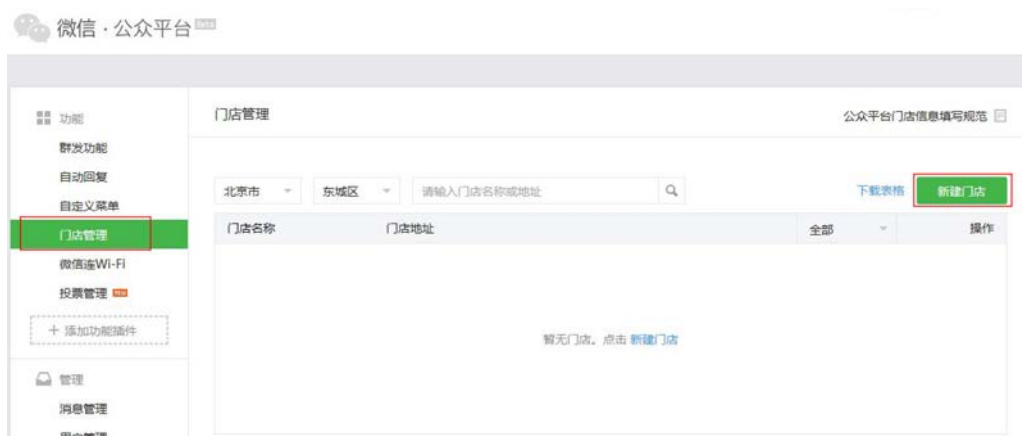 微信·公众平台 Beta
功能
群发功能
自动回复
自定义菜单
门店管理
微信连Wi-Fi
投票管理
+ 添加功能插件
管理
消息管理
门店管理
公众平台门店信息填写规范
北京市 东城区 请输入门店名称或地址 下载表格 新建门店
门店名称 门店地址 全部 操作
暂无门店。点击 新建门店